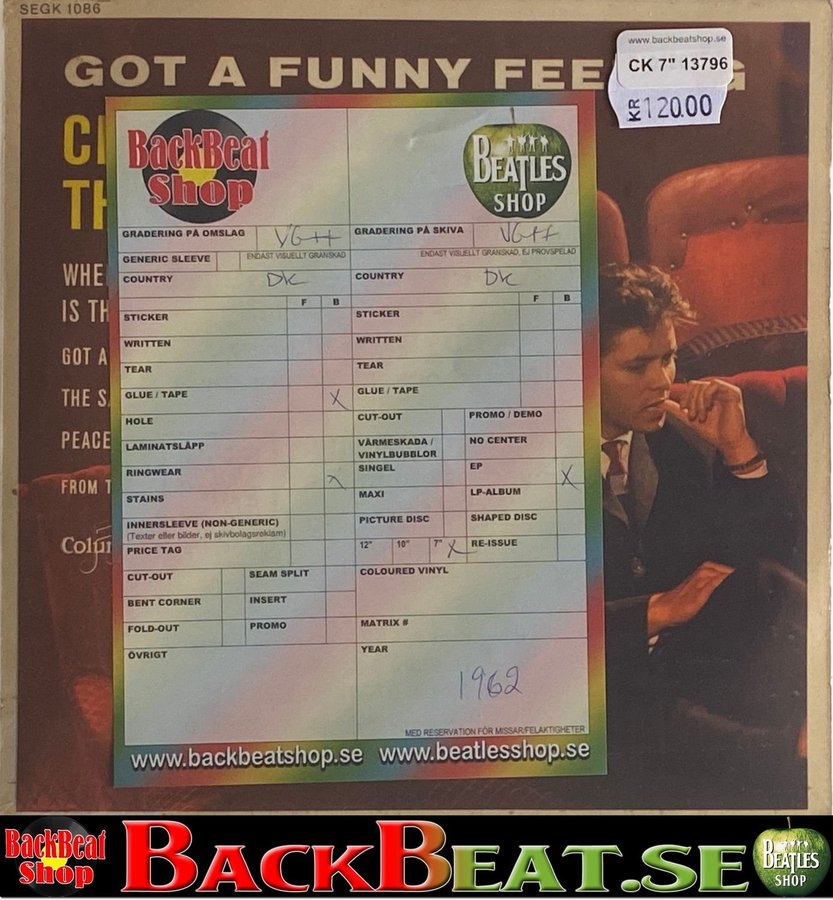 SEGK 1086
www.backbeatshop.se
CK 7" 13796
KR 120.00
GOT A FUNNY FEE G
TH
WHE
IS TH
GOT A
THE S
PEACE
FROM T
Colu
BackBeat
Shop
BEATLES
SHOP
GRADERING PÅ OMSLAG VG++
GRADERING PÅ SKIVA VG++
GENERIC SLEEVE
ENDAST VISUELLT GRANSKAD
ENDAST VISUELLT GRANSKAD, EJ PROVSPELAD
COUNTRY DK
COUNTRY DK
F B
F B
STICKER
STICKER
WRITTEN
WRITTEN
TEAR
TEAR
GLUE / TAPE X
GLUE / TAPE
HOLE
CUT-OUT
PROMO / DEMO
LAMINATSLÄPP
VÄRMESKADA /
VINYLBUBBLOR
NO CENTER
RINGWEAR
SINGEL
EP X
STAINS
MAXI
LP-ALBUM
INNERSLEEVE (NON-GENERIC)
(Texter eller bilder, ej skivbolagsreklam)
PICTURE DISC
SHAPED DISC
PRICE TAG
12" 10" 7" X
RE-ISSUE
CUT-OUT
SEAM SPLIT
COLOURED VINYL
BENT CORNER
INSERT
FOLD-OUT
PROMO
MATRIX #
ÖVRIGT
YEAR
1962
MED RESERVATION FÖR MISSAR/FELAKTIGHETER
www.backbeatshop.se www.beatlesshop.se
BackBeat
Shop
BACKBEAT.SE
BEATLES
SHOP